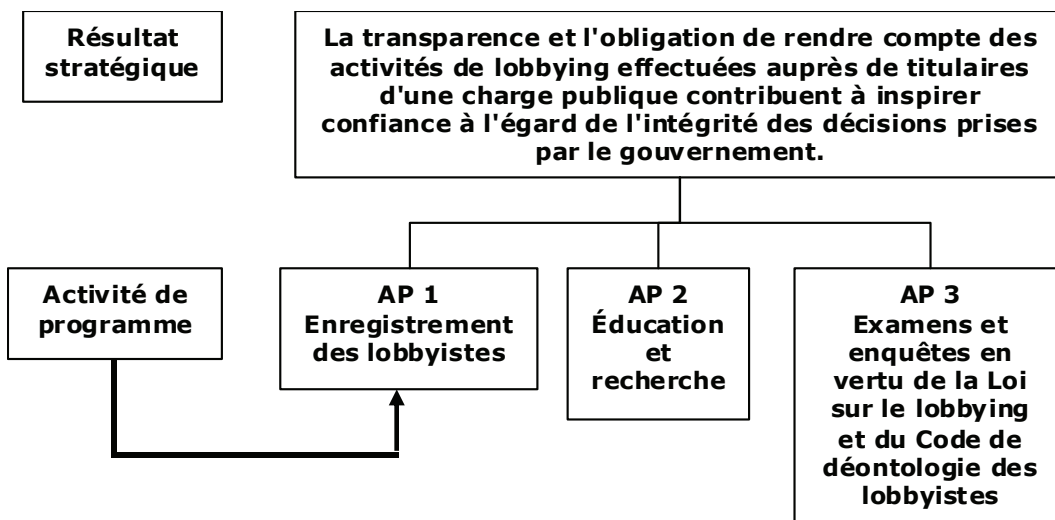 Résultat
stratégique
La transparence et l'obligation de rendre compte des
activités de lobbying effectuées auprès de titulaires
d'une charge publique contribuent à inspirer
confiance à l'égard de l'intégrité des décisions prises
par le gouvernement.
Activité de
programme
AP 1
Enregistrement
des lobbyistes
AP 2
Éducation
et
recherche
AP 3
Examens et
enquêtes en
vertu de la Loi
sur le lobbying
et du Code de
déontologie des
lobbyistes